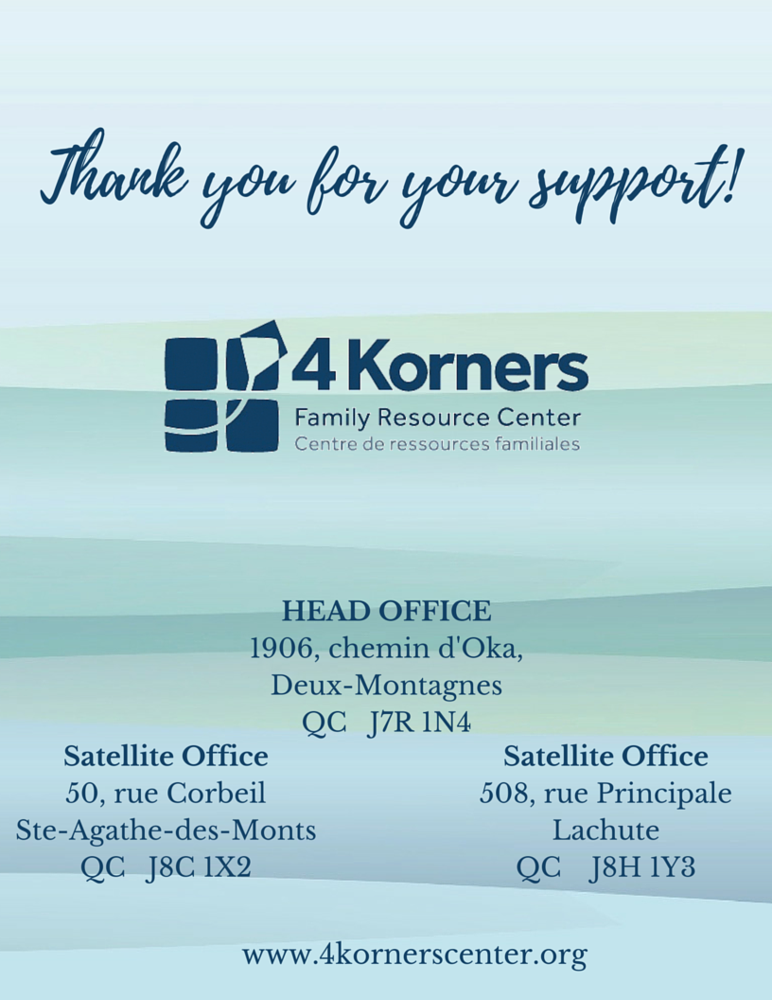 Thank you for your support!
4 Korners
Family Resource Center
Centre de ressources familiales
HEAD OFFICE
1906, chemin d'Oka,
Deux-Montagnes
QC J7R 1N4
Satellite Office
50, rue Corbeil
Ste-Agathe-des-Monts
QC J8C 1X2
Satellite Office
508, rue Principale
Lachute
QC J8H 1Y3
www.4kornerscenter.org